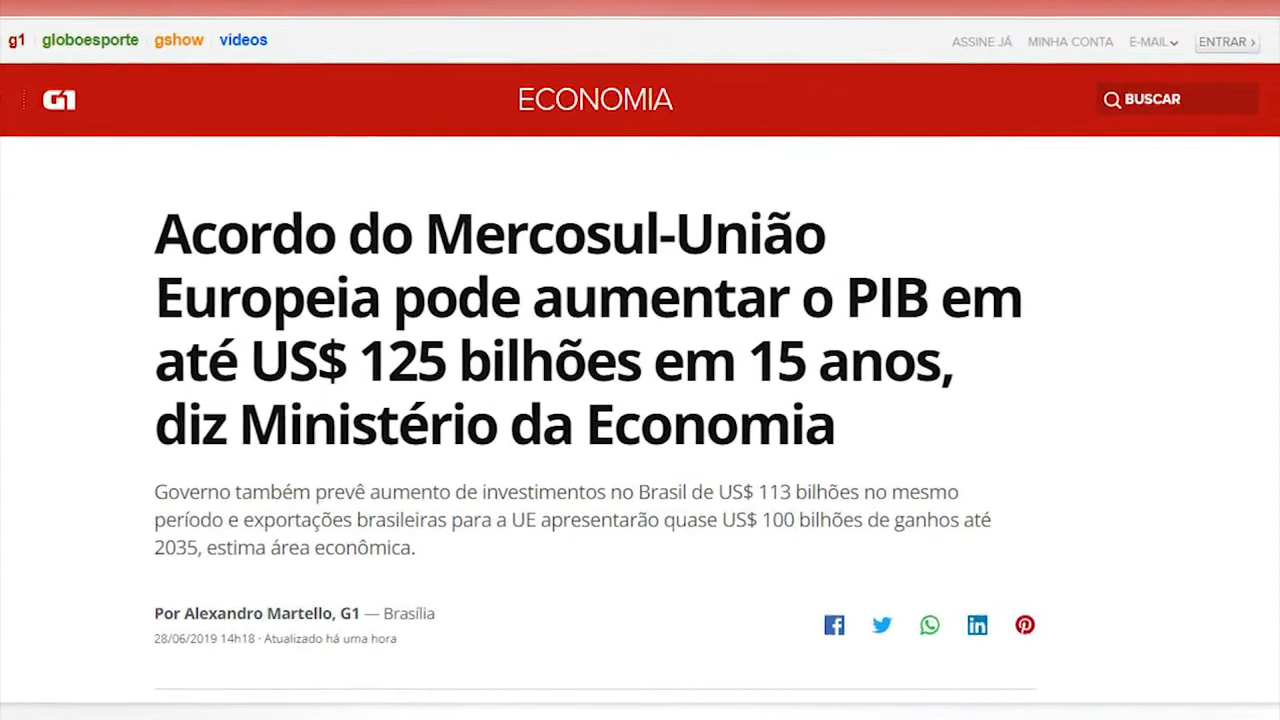 g1 globoesporte gshow vídeos ASSINE JÁ MINHA CONTA E-MAIL ENTRAR ›
G1 ECONOMIA BUSCAR
Acordo do Mercosul-União
Europeia pode aumentar o PIB em
até US$ 125 bilhões em 15 anos,
diz Ministério da Economia
Governo também prevê aumento de investimentos no Brasil de US$ 113 bilhões no mesmo
período e exportações brasileiras para a UE apresentarão quase US$ 100 bilhões de ganhos até
2035, estima área econômica.
Por Alexandro Martello, G1 — Brasília
28/06/2019 14h18 · Atualizado há uma hora